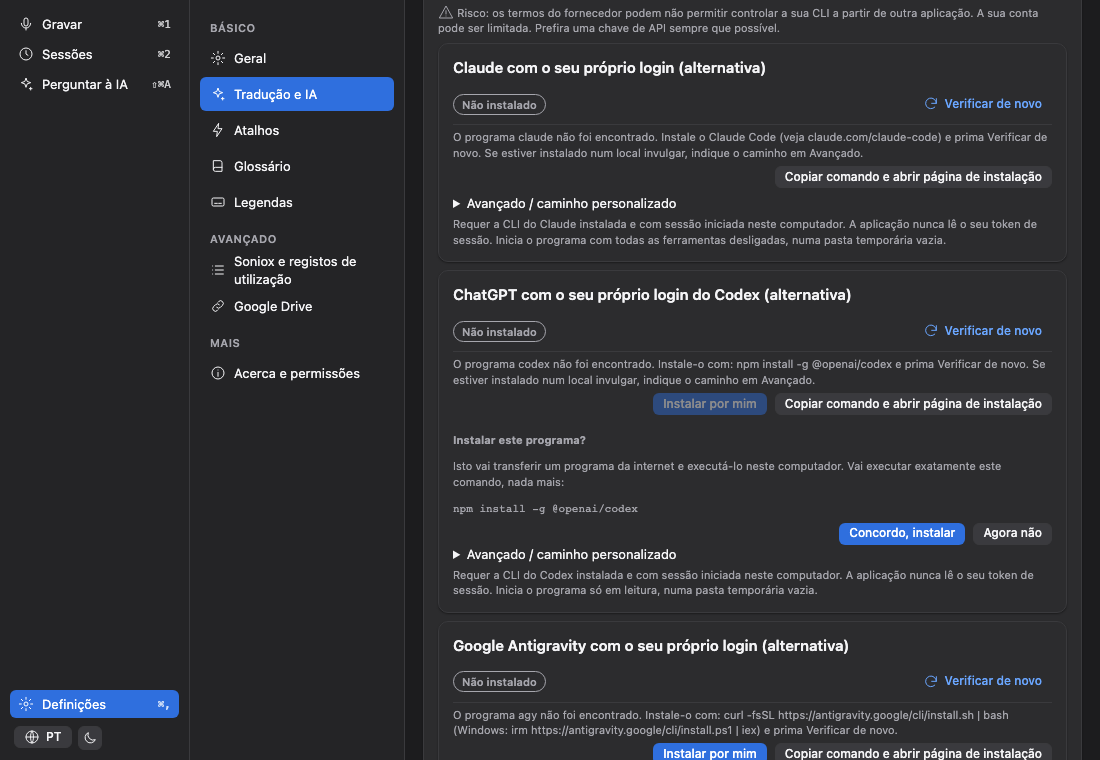 Gravar ⌘1
Sessões ⌘2
Perguntar à IA ⇧⌘A
Definições ⌘,
PT
BÁSICO
Geral
Tradução e IA
Atalhos
Glossário
Legendas
AVANÇADO
Soniox e registos de
utilização
Google Drive
MAIS
Acerca e permissões
⚠ Risco: os termos do fornecedor podem não permitir controlar a sua CLI a partir de outra aplicação. A sua conta
pode ser limitada. Prefira uma chave de API sempre que possível.
Claude com o seu próprio login (alternativa)
Não instalado
Verificar de novo
O programa claude não foi encontrado. Instale o Claude Code (veja claude.com/claude-code) e prima Verificar de
novo. Se estiver instalado num local invulgar, indique o caminho em Avançado.
Copiar comando e abrir página de instalação
▶ Avançado / caminho personalizado
Requer a CLI do Claude instalada e com sessão iniciada neste computador. A aplicação nunca lê o seu token de
sessão. Inicia o programa com todas as ferramentas desligadas, numa pasta temporária vazia.
ChatGPT com o seu próprio login do Codex (alternativa)
Não instalado
Verificar de novo
O programa codex não foi encontrado. Instale-o com: npm install -g @openai/codex e prima Verificar de novo. Se
estiver instalado num local invulgar, indique o caminho em Avançado.
Instalar por mim
Copiar comando e abrir página de instalação
Instalar este programa?
Isto vai transferir um programa da internet e executá-lo neste computador. Vai executar exatamente este
comando, nada mais:
npm install -g @openai/codex
Concordo, instalar
Agora não
▶ Avançado / caminho personalizado
Requer a CLI do Codex instalada e com sessão iniciada neste computador. A aplicação nunca lê o seu token de
sessão. Inicia o programa só em leitura, numa pasta temporária vazia.
Google Antigravity com o seu próprio login (alternativa)
Não instalado
Verificar de novo
O programa agy não foi encontrado. Instale-o com: curl -fsSL https://antigravity.google/cli/install.sh | bash
(Windows: irm https://antigravity.google/cli/install.ps1 | iex) e prima Verificar de novo.
Instalar por mim
Copiar comando e abrir página de instalação